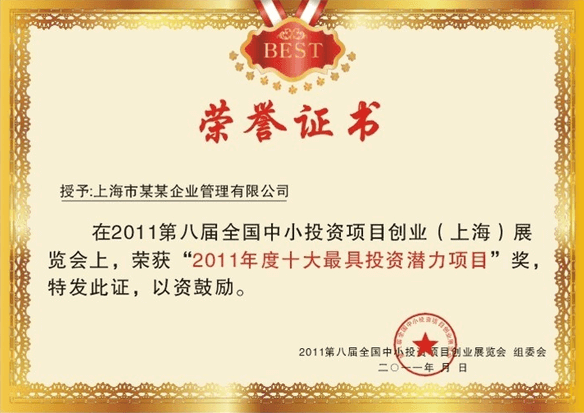 BEST
荣誉证书
授予:上海市某某企业管理有限公司
在2011第八届全国中小投资项目创业（上海）展
览会上，荣获“2011年度十大最具投资潜力项目”奖，
特发此证，以资鼓励。
2011第八届全国中小投资项目创业展览会 组委会
二〇一一年 月 日